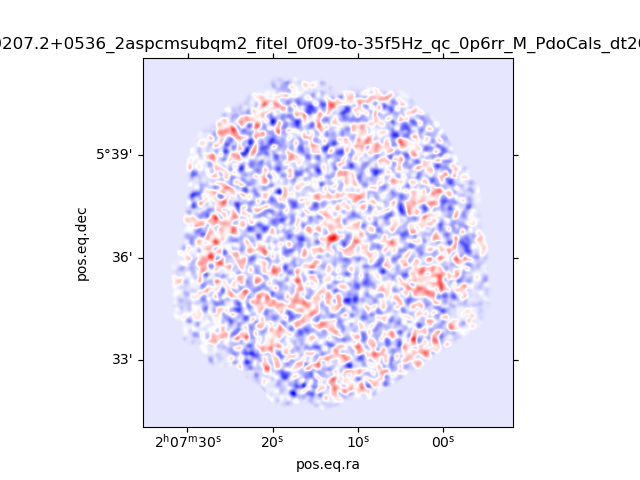 0207.2+0536_2aspcmsubqm2_fitel_0f09-to-35f5Hz_qc_0p6rr_M_PdoCals_dt20
pos.eq.dec
5°39'
36'
33'
2h07m30s 20s 10s 00s
pos.eq.ra